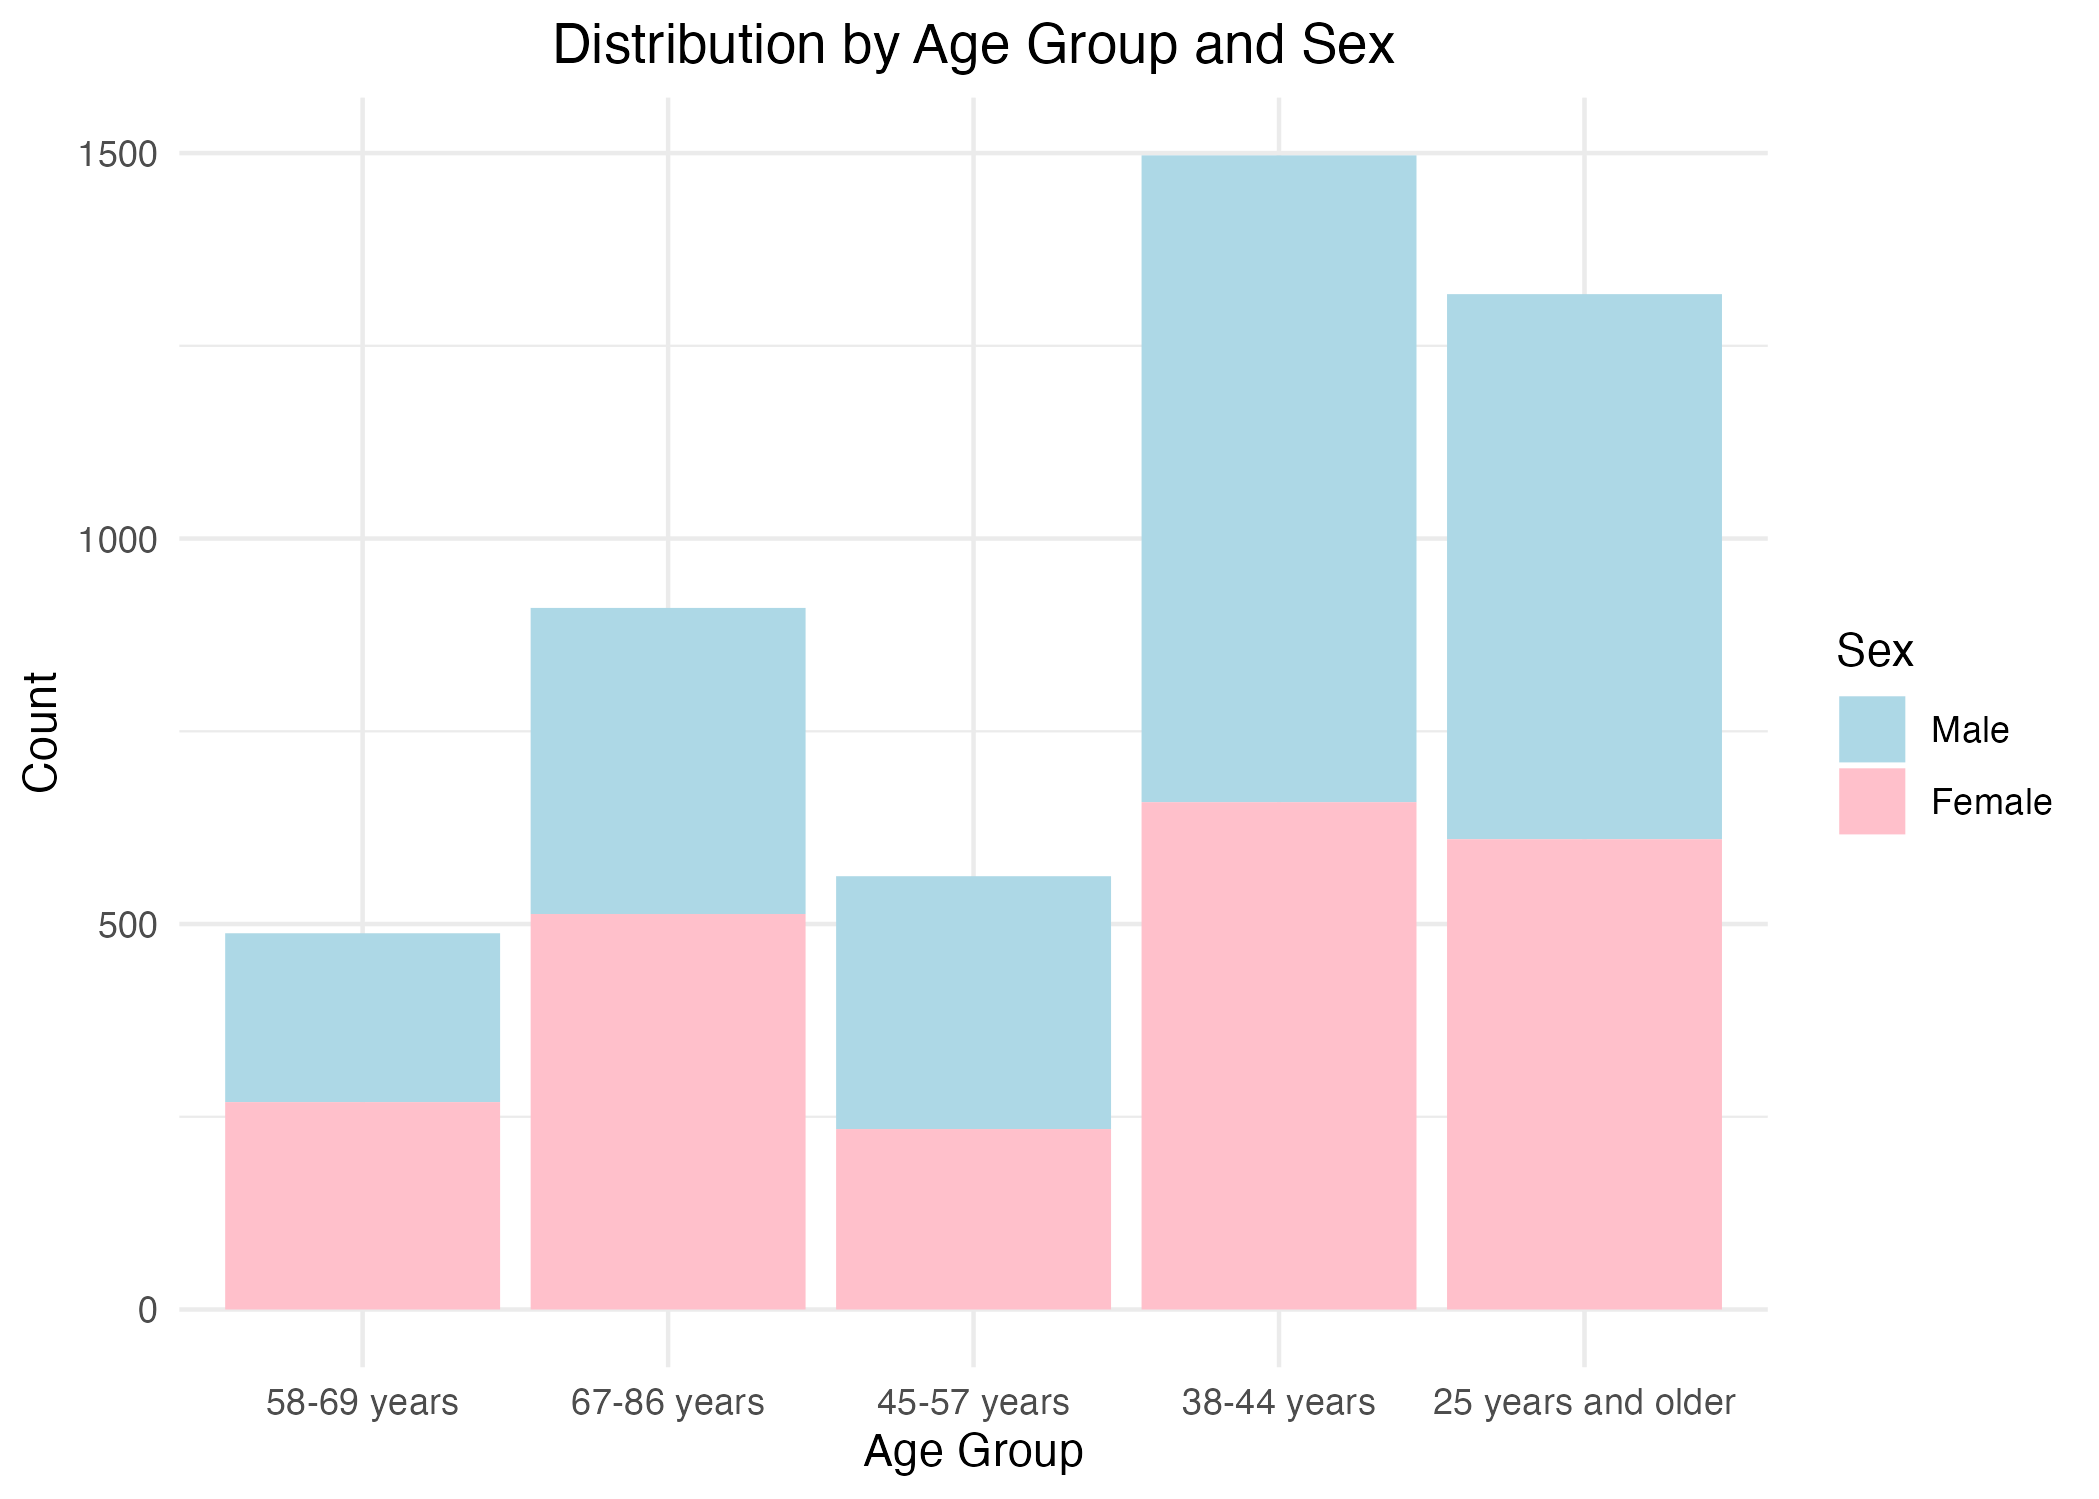 Distribution by Age Group and Sex
1500
1000
500
0
Count
58-69 years
67-86 years
45-57 years
38-44 years
25 years and older
Age Group
Sex
Male
Female